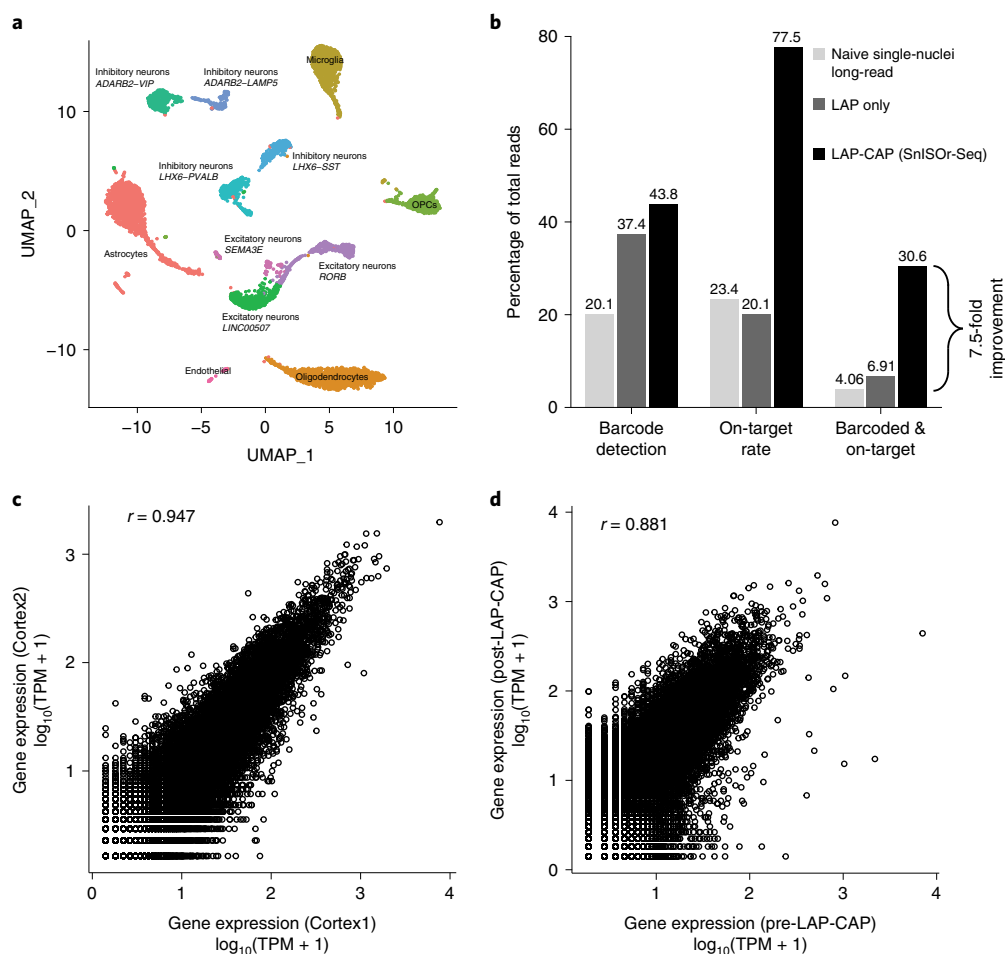 a
Inhibitory neurons
ADARB2–VIP
Inhibitory neurons
ADARB2–LAMP5
Microglia
Inhibitory neurons
LHX6–PVALB
Inhibitory neurons
LHX6–SST
OPCs
Astrocytes
Excitatory neurons
SEMA3E
Excitatory neurons
RORB
Excitatory neurons
LINC00507
Endothelial
Oligodendrocytes
10
0
−10
UMAP_2
−10
−5
0
5
10
UMAP_1
b
Percentage of total reads
80
60
40
20
0
20.1
37.4
43.8
23.4
20.1
77.5
4.06
6.91
30.6
Naive single-nuclei
long-read
LAP only
LAP-CAP (SnISOr-Seq)
7.5-fold
improvement
Barcode
detection
On-target
rate
Barcoded &
on-target
c
r = 0.947
Gene expression (Cortex2)
log10(TPM + 1)
3
2
1
0
1
2
3
4
Gene expression (Cortex1)
log10(TPM + 1)
d
r = 0.881
Gene expression (post-LAP-CAP)
log10(TPM + 1)
4
3
2
1
0
1
2
3
4
Gene expression (pre-LAP-CAP)
log10(TPM + 1)